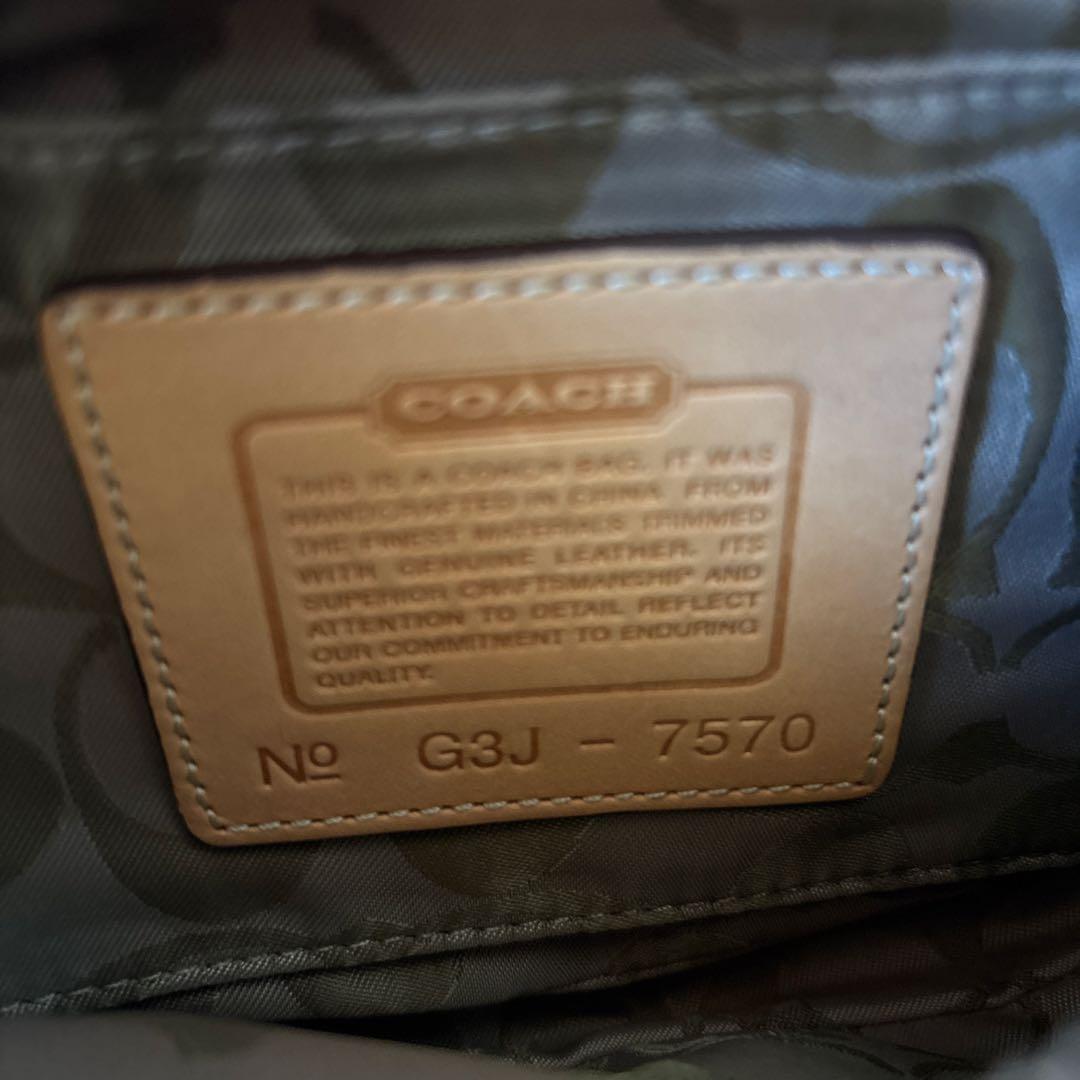 COACH
THIS IS A COACH BAG. IT WAS
HANDCRAFTED IN CHINA FROM
THE FINEST MATERIALS TRIMMED
WITH GENUINE LEATHER. ITS
SUPERIOR CRAFTSMANSHIP AND
ATTENTION TO DETAIL REFLECT
OUR COMMITMENT TO ENDURING
QUALITY.
Nº G3J – 7570